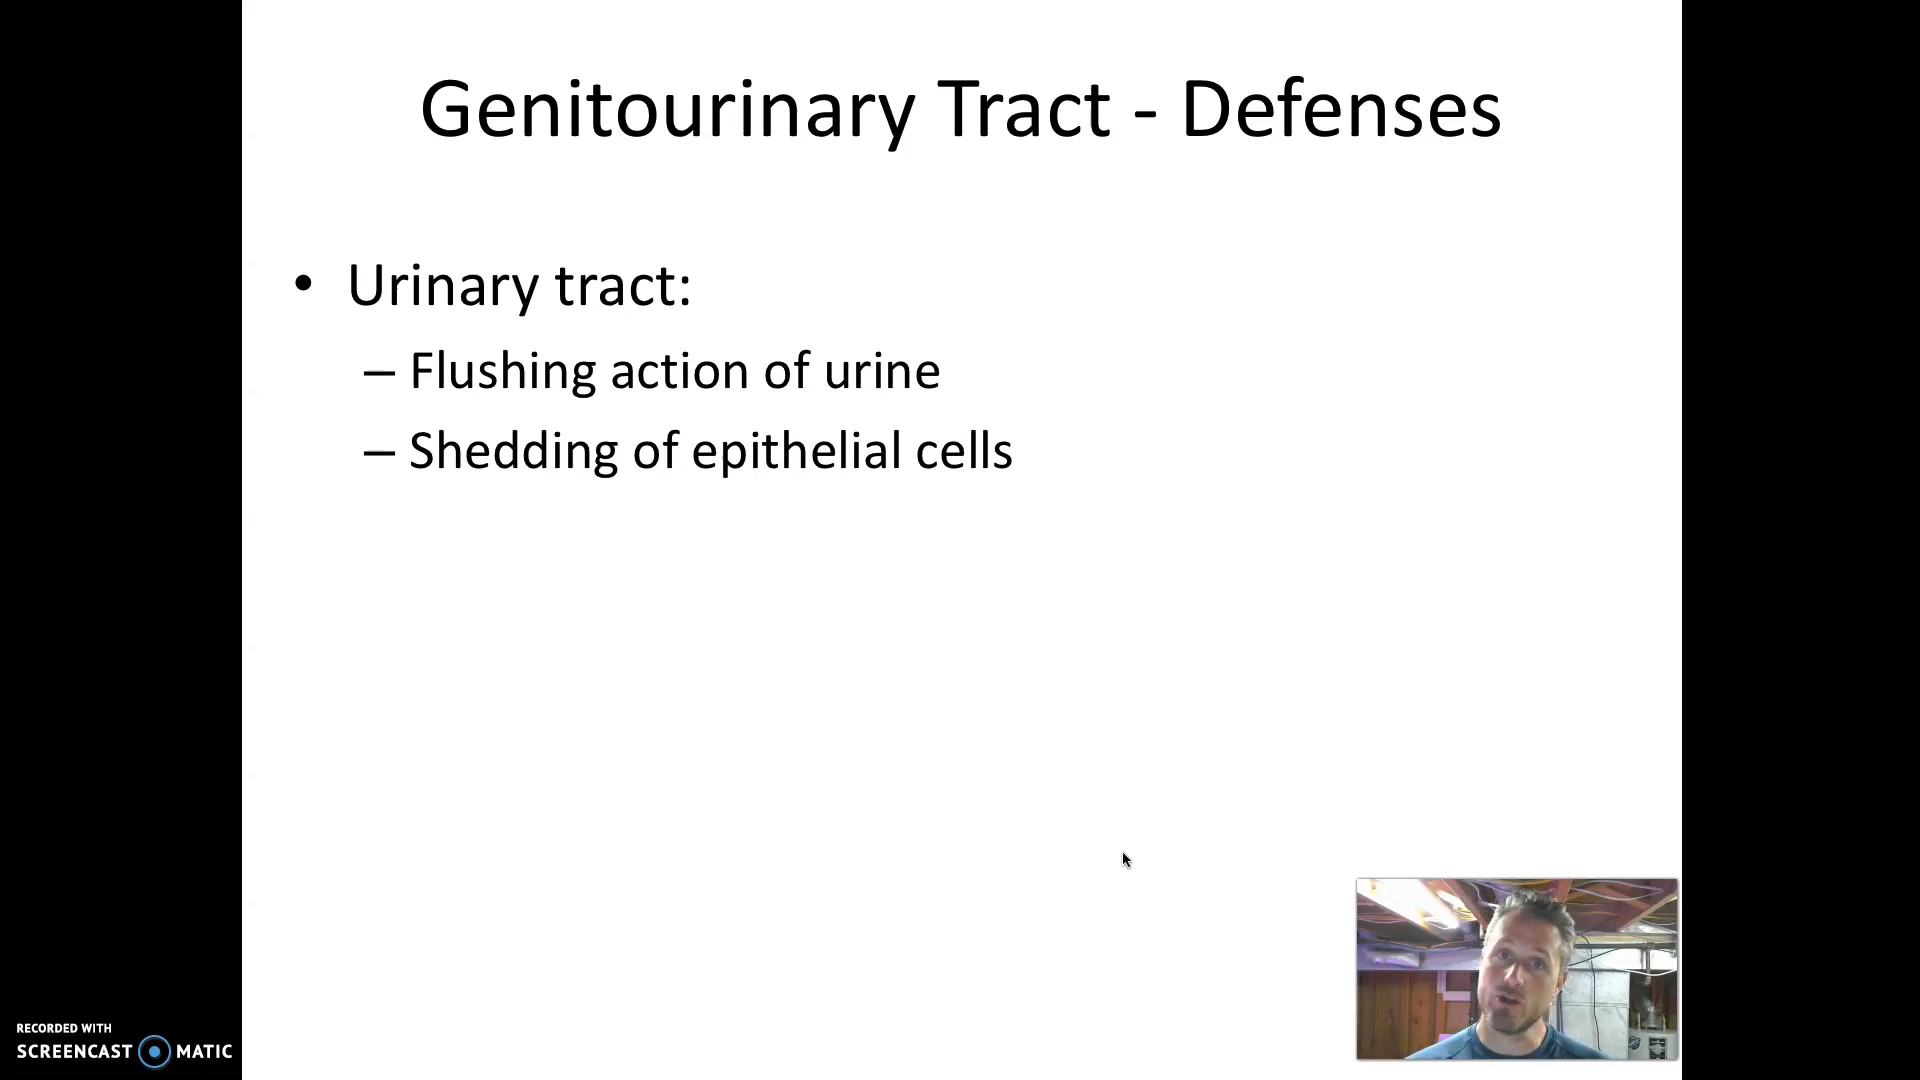 Genitourinary Tract - Defenses
• Urinary tract:
– Flushing action of urine
– Shedding of epithelial cells
RECORDED WITH
SCREENCAST MATIC